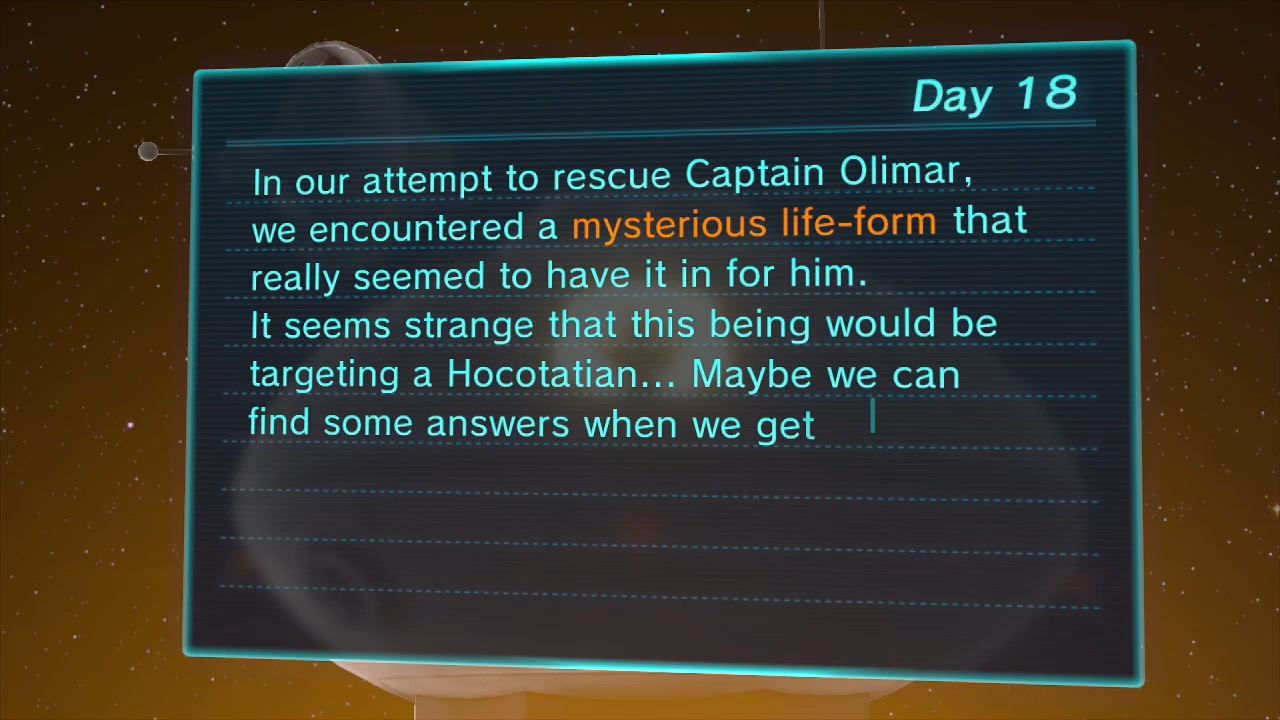 Day 18
In our attempt to rescue Captain Olimar,
we encountered a mysterious life-form that
really seemed to have it in for him.
It seems strange that this being would be
targeting a Hocotatian... Maybe we can
find some answers when we get